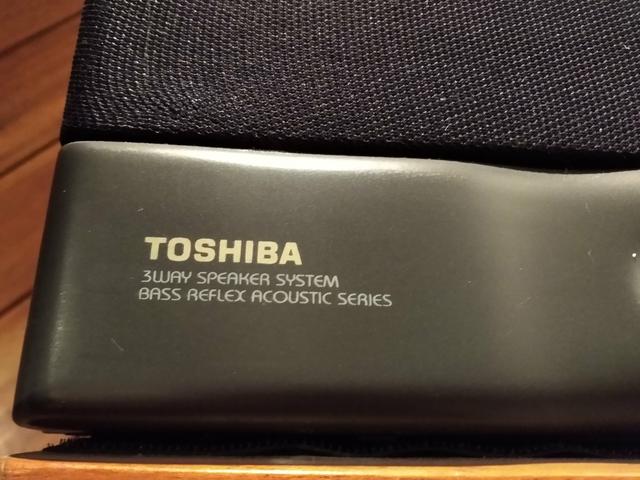 TOSHIBA
3WAY SPEAKER SYSTEM
BASS REFLEX ACOUSTIC SERIES